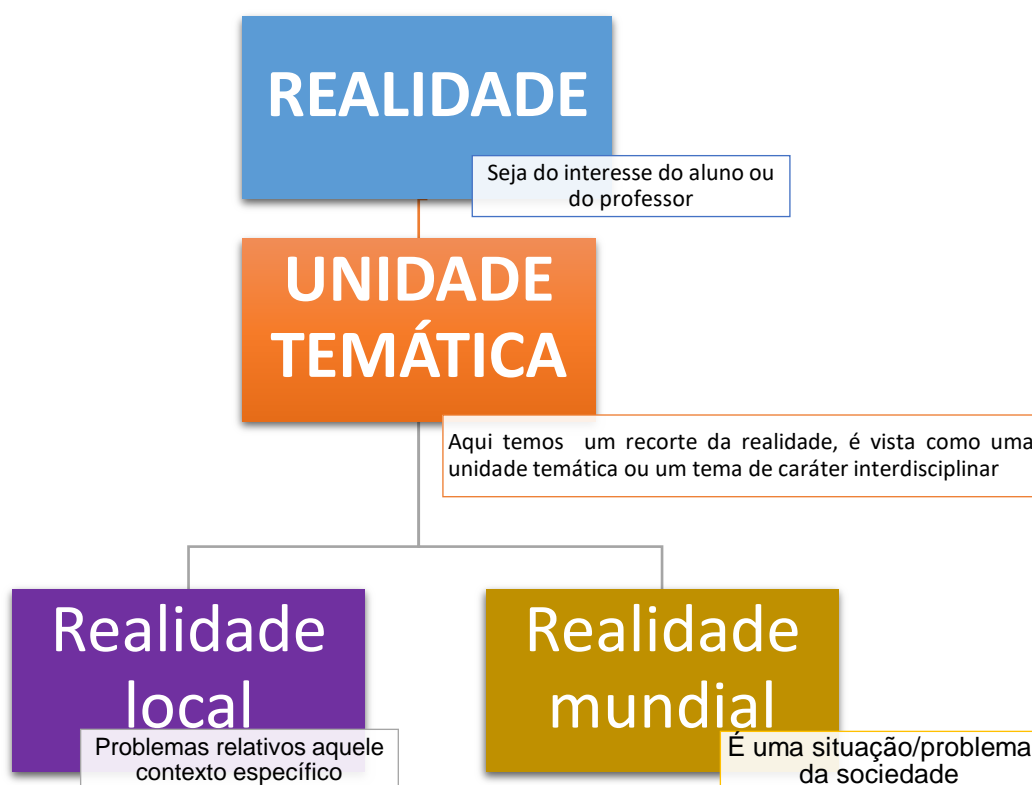 REALIDADE
Seja do interesse do aluno ou
do professor
UNIDADE
TEMÁTICA
Aqui temos um recorte da realidade, é vista como uma
unidade temática ou um tema de caráter interdisciplinar
Realidade
local
Problemas relativos aquele
contexto específico
Realidade
mundial
É uma situação/problema
da sociedade